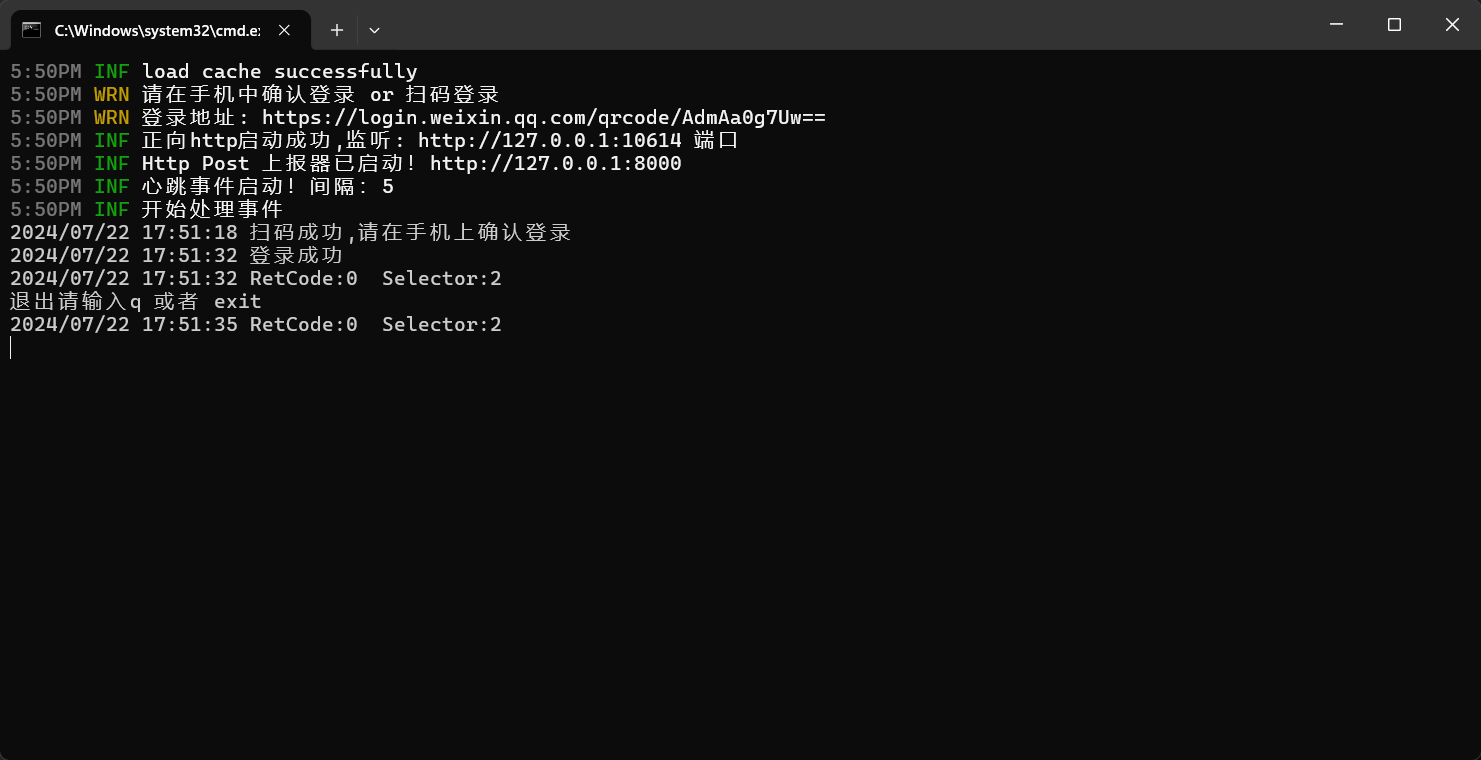 C:\Windows\system32\cmd.e
5:50PM INF load cache successfully
5:50PM WRN 请在手机中确认登录 or 扫码登录
5:50PM WRN 登录地址: https://login.weixin.qq.com/qrcode/AdmAa0g7Uw==
5:50PM INF 正向http启动成功,监听: http://127.0.0.1:10614 端口
5:50PM INF Http Post 上报器已启动! http://127.0.0.1:8000
5:50PM INF 心跳事件启动! 间隔: 5
5:50PM INF 开始处理事件
2024/07/22 17:51:18 扫码成功,请在手机上确认登录
2024/07/22 17:51:32 登录成功
2024/07/22 17:51:32 RetCode:0  Selector:2
退出请输入q 或者 exit
2024/07/22 17:51:35 RetCode:0  Selector:2